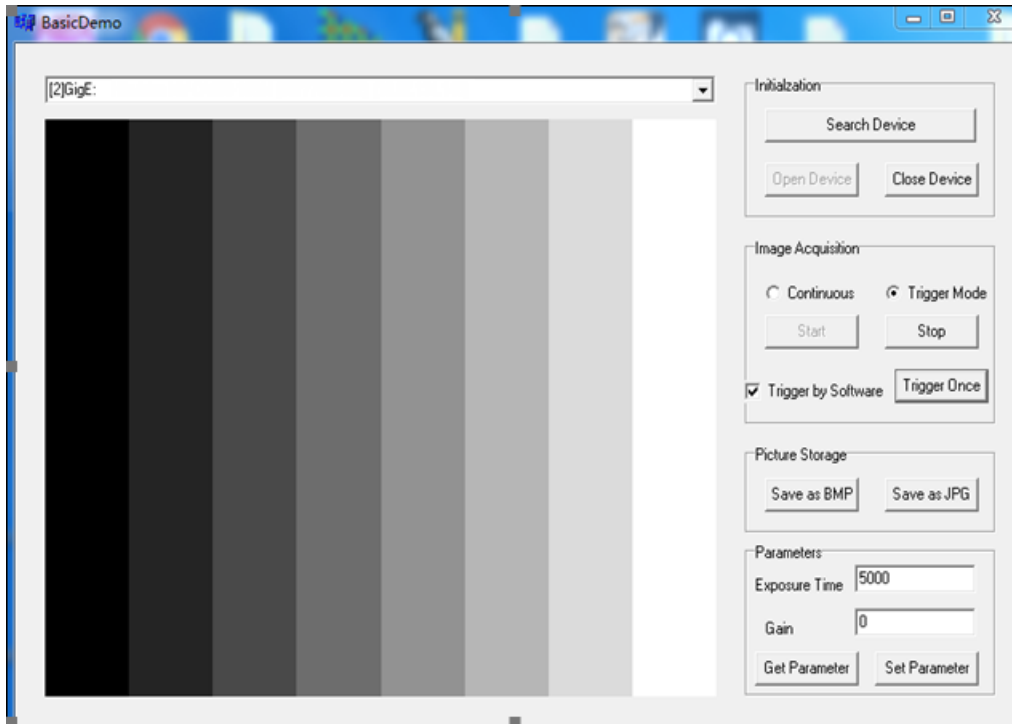 BasicDemo
[2]GigE:
Initialzation
Search Device
Open Device
Close Device
Image Acquisition
Continuous
Trigger Mode
Start
Stop
Trigger by Software
Trigger Once
Picture Storage
Save as BMP
Save as JPG
Parameters
Exposure Time
5000
Gain
0
Get Parameter
Set Parameter